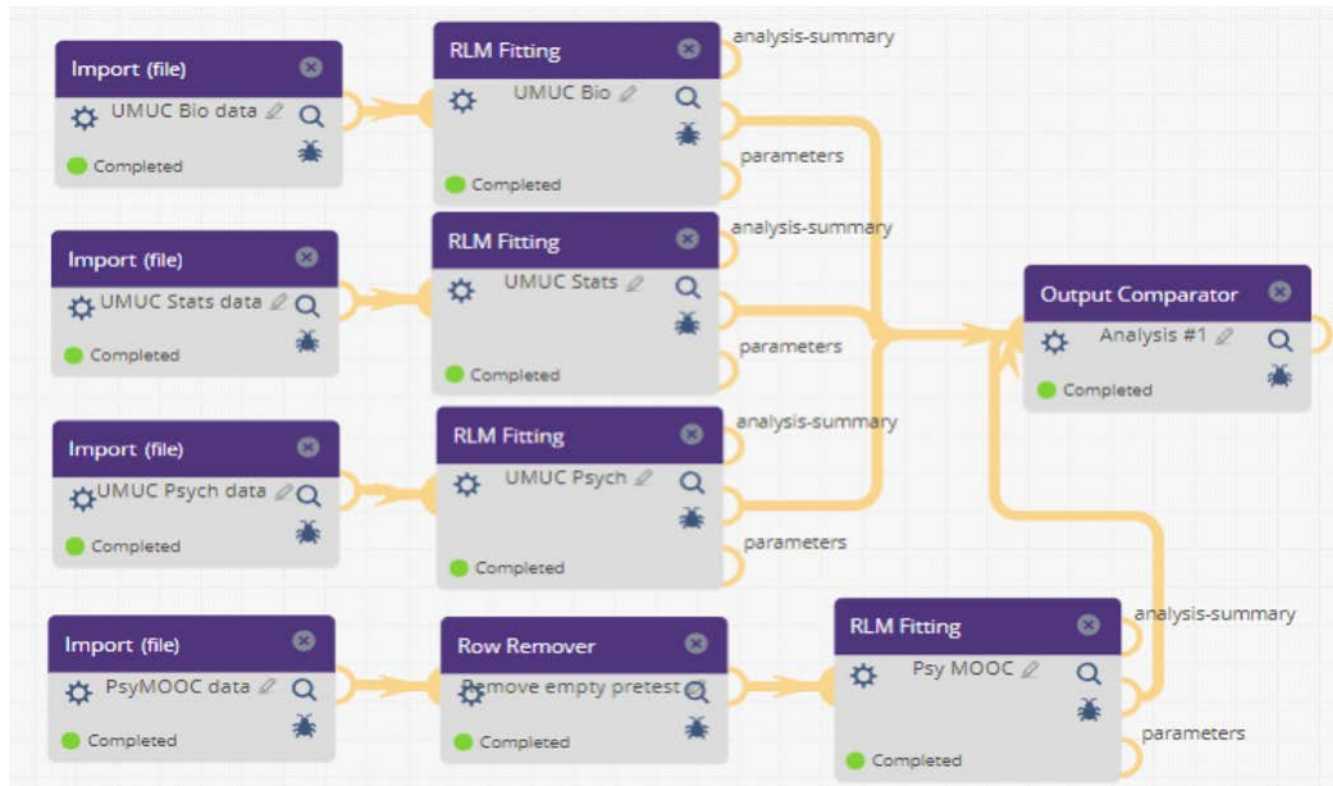 Import (file)
UMUC Bio data
Completed
RLM Fitting
UMUC Bio
Completed
analysis-summary
parameters
Import (file)
UMUC Stats data
Completed
RLM Fitting
UMUC Stats
Completed
analysis-summary
parameters
Output Comparator
Analysis #1
Completed
Import (file)
UMUC Psych data
Completed
RLM Fitting
UMUC Psych
Completed
analysis-summary
parameters
Import (file)
PsyMOOC data
Completed
Row Remover
Remove empty pretest
Completed
RLM Fitting
Psy MOOC
Completed
analysis-summary
parameters